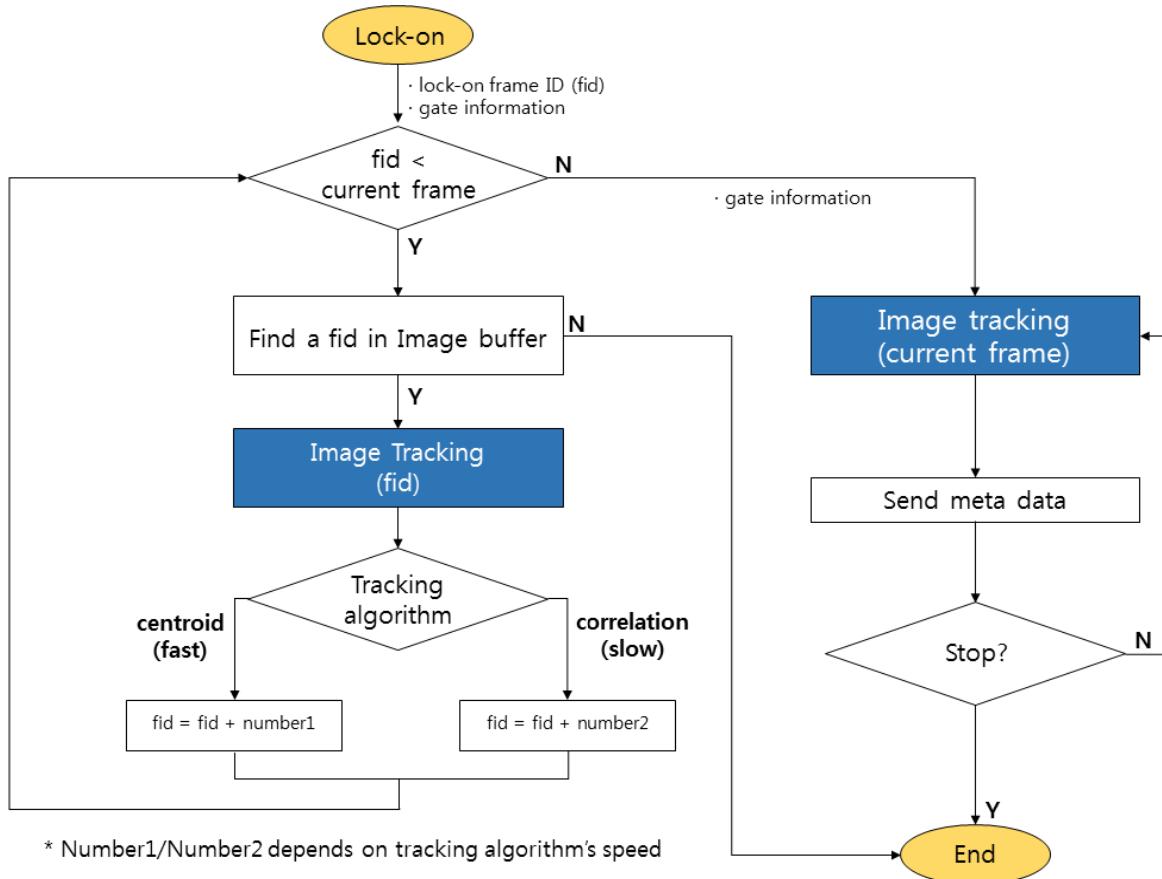 Lock-on
· lock-on frame ID (fid)
· gate information
fid <
current frame
N
· gate information
Y
Find a fid in Image buffer
N
Image tracking
(current frame)
Y
Image Tracking
(fid)
Send meta data
Tracking
algorithm
centroid
(fast)
correlation
(slow)
Stop?
N
fid = fid + number1
fid = fid + number2
Y
* Number1/Number2 depends on tracking algorithm's speed
End